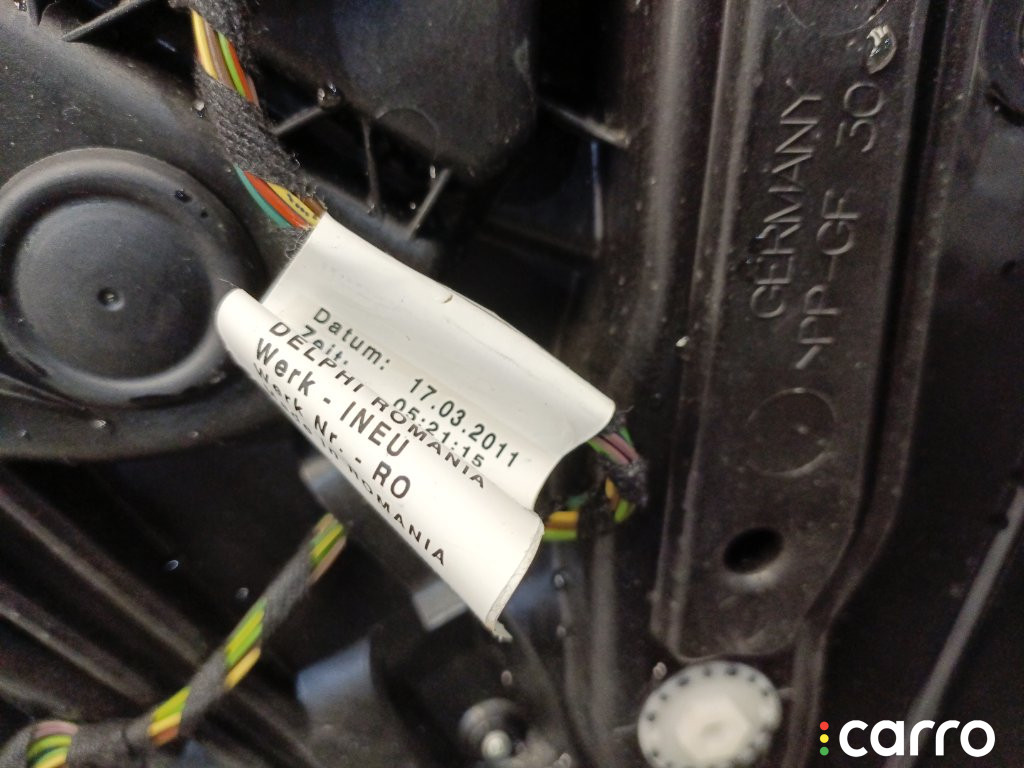 Datum: 17.03.2011
Zeit: 05:21:15
DELPHI ROMANIA
Werk - INEU
Werk Nr. - RO
ROMANIA
GERMANY
>PP-GF 30
carro